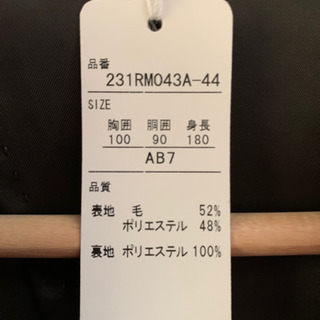 品番
231RM043A-44
SIZE
胸囲 胴囲 身長
100 90 180
AB7
品質
表地 毛 52%
ポリエステル 48%
裏地 ポリエステル 100%